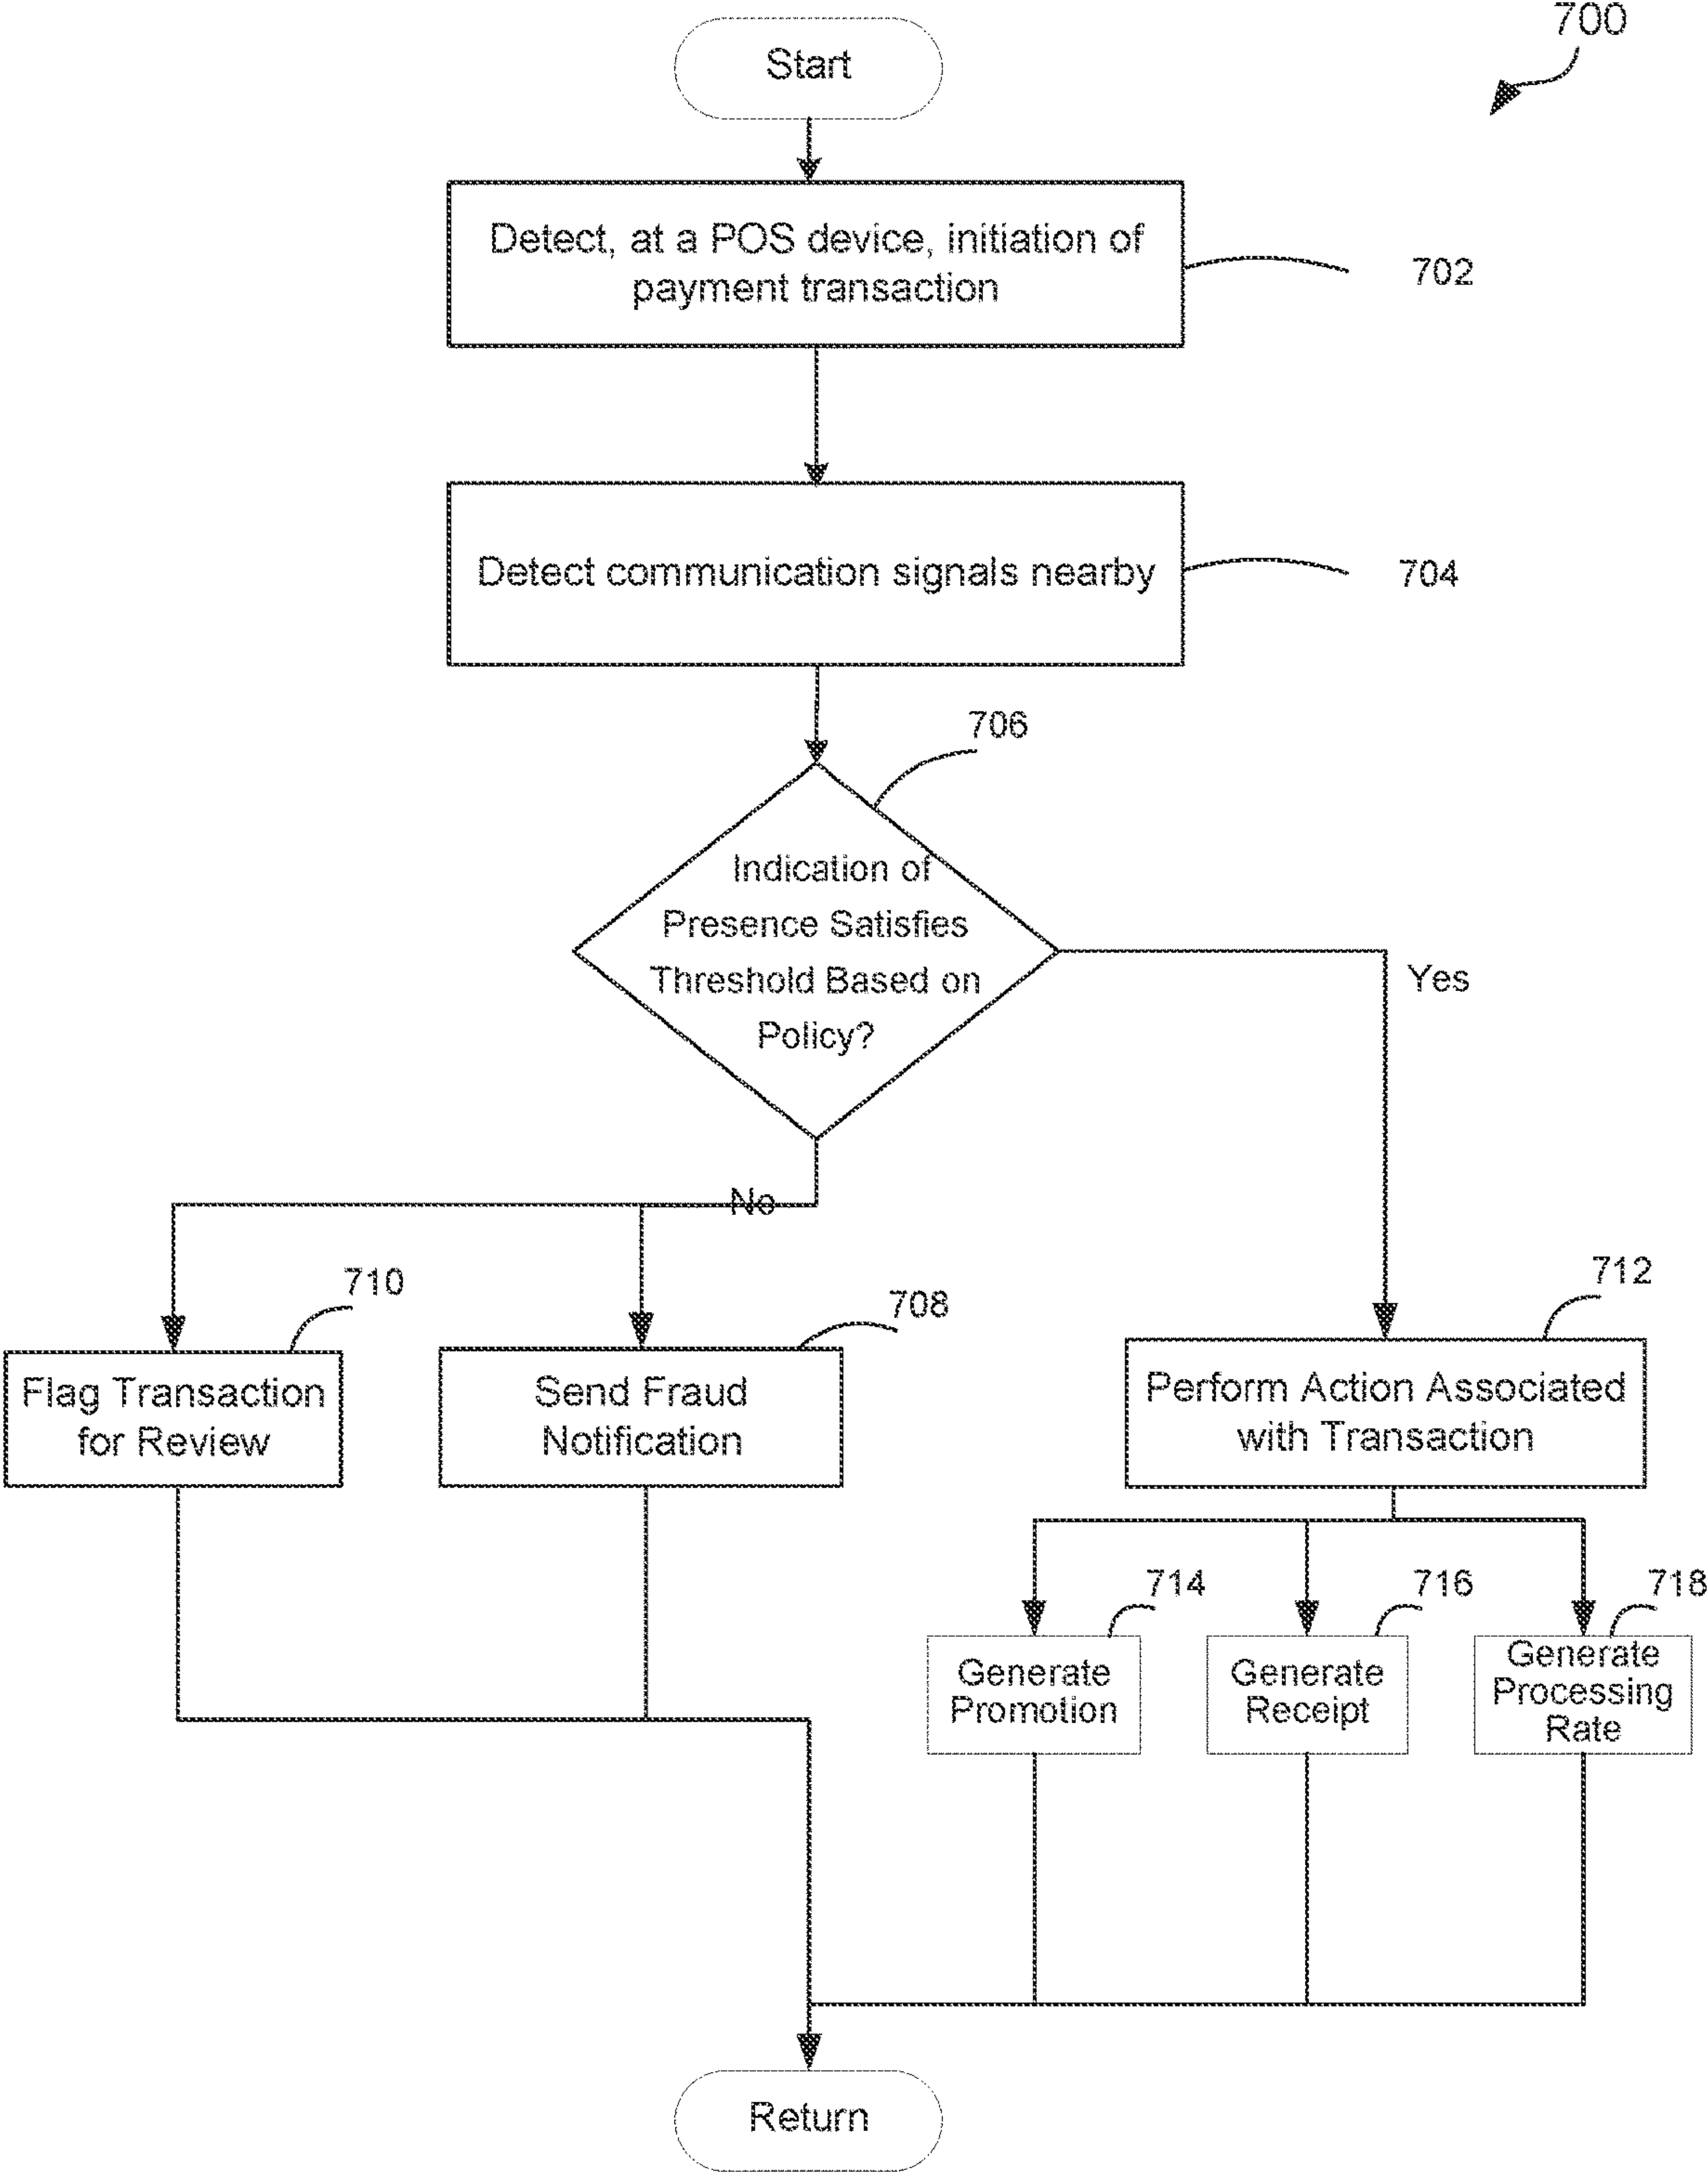 700
Start
Detect, at a POS device, initiation of
payment transaction
702
Detect communication signals nearby
704
706
Indication of
Presence Satisfies
Threshold Based on
Policy?
Yes
No
710
Flag Transaction
for Review
708
Send Fraud
Notification
712
Perform Action Associated
with Transaction
714
Generate
Promotion
716
Generate
Receipt
718
Generate
Processing
Rate
Return